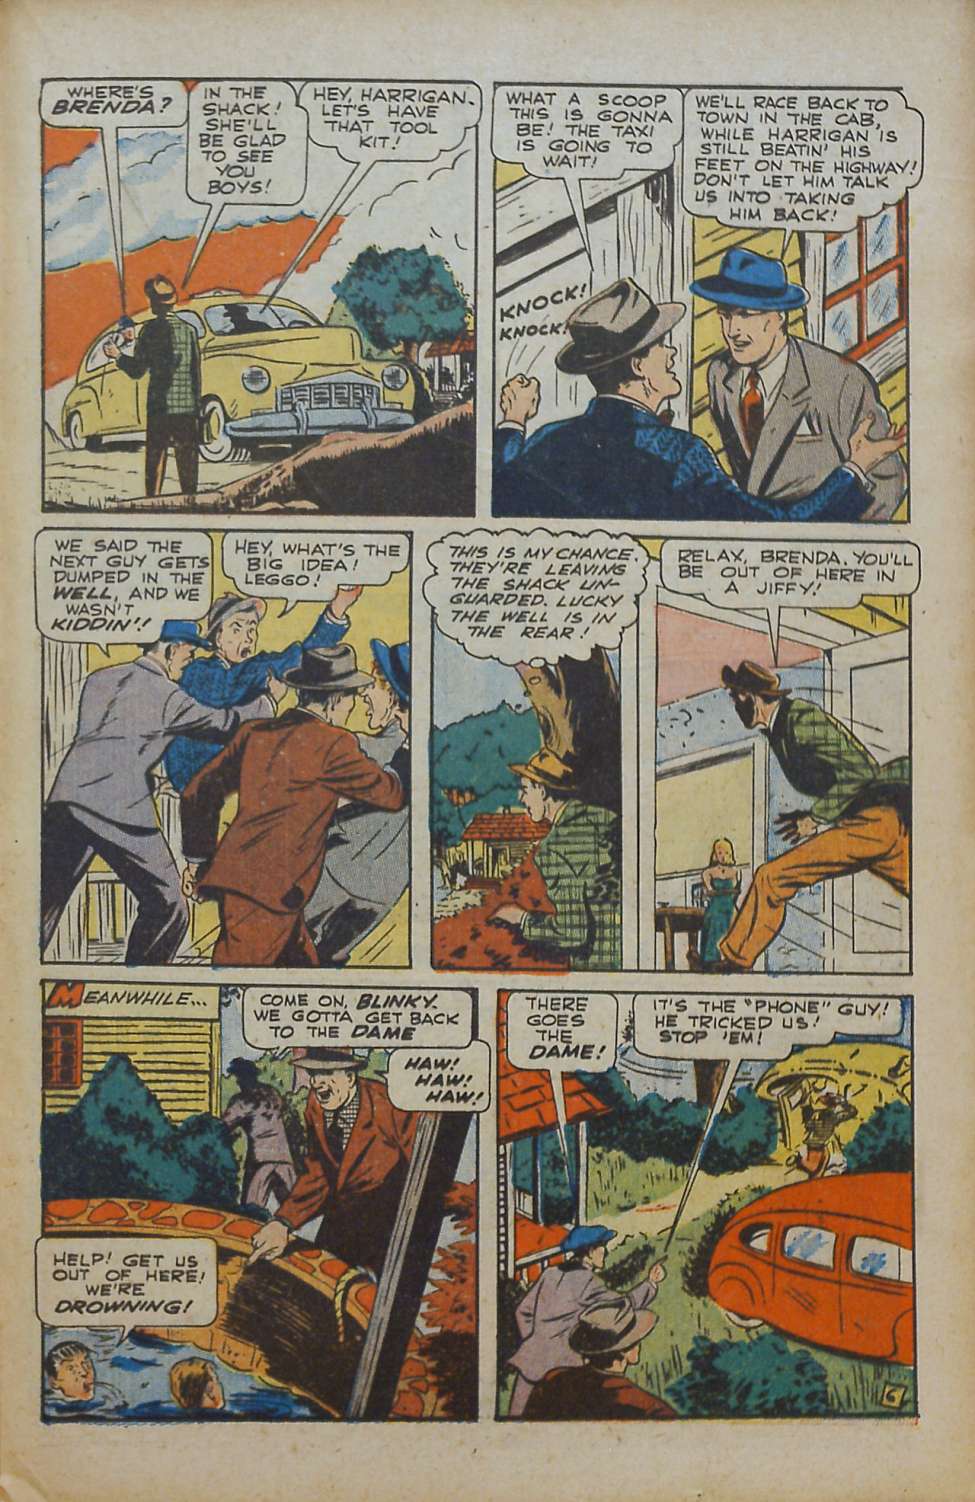 WHERE'S
BRENDA?
IN THE
SHACK!
SHE'LL
BE GLAD
TO SEE
YOU
BOYS!
HEY, HARRIGAN.
LET'S HAVE
THAT TOOL
KIT!
WHAT A SCOOP
THIS IS GONNA
BE! THE TAXI
IS GOING TO
WAIT!
WE'LL RACE BACK TO
TOWN IN THE CAB,
WHILE HARRIGAN IS
STILL BEATIN' HIS
FEET ON THE HIGHWAY!
DON'T LET HIM TALK
US INTO TAKING
HIM BACK!
KNOCK!
KNOCK!
WE SAID THE
NEXT GUY GETS
DUMPED IN THE
WELL, AND WE
WASN'T
KIDDIN'!
HEY, WHAT'S THE
BIG IDEA!
LEGGO!
THIS IS MY CHANCE.
THEY'RE LEAVING
THE SHACK UN-
GUARDED. LUCKY
THE WELL IS IN
THE REAR!
RELAX, BRENDA. YOU'LL
BE OUT OF HERE IN
A JIFFY!
MEANWHILE...
COME ON, BLINKY.
WE GOTTA GET BACK
TO THE DAME
HAW!
HAW!
HAW!
HELP! GET US
OUT OF HERE!
WE'RE
DROWNING!
THERE
GOES
THE
DAME!
IT'S THE "PHONE" GUY!
HE TRICKED US!
STOP 'EM!
6